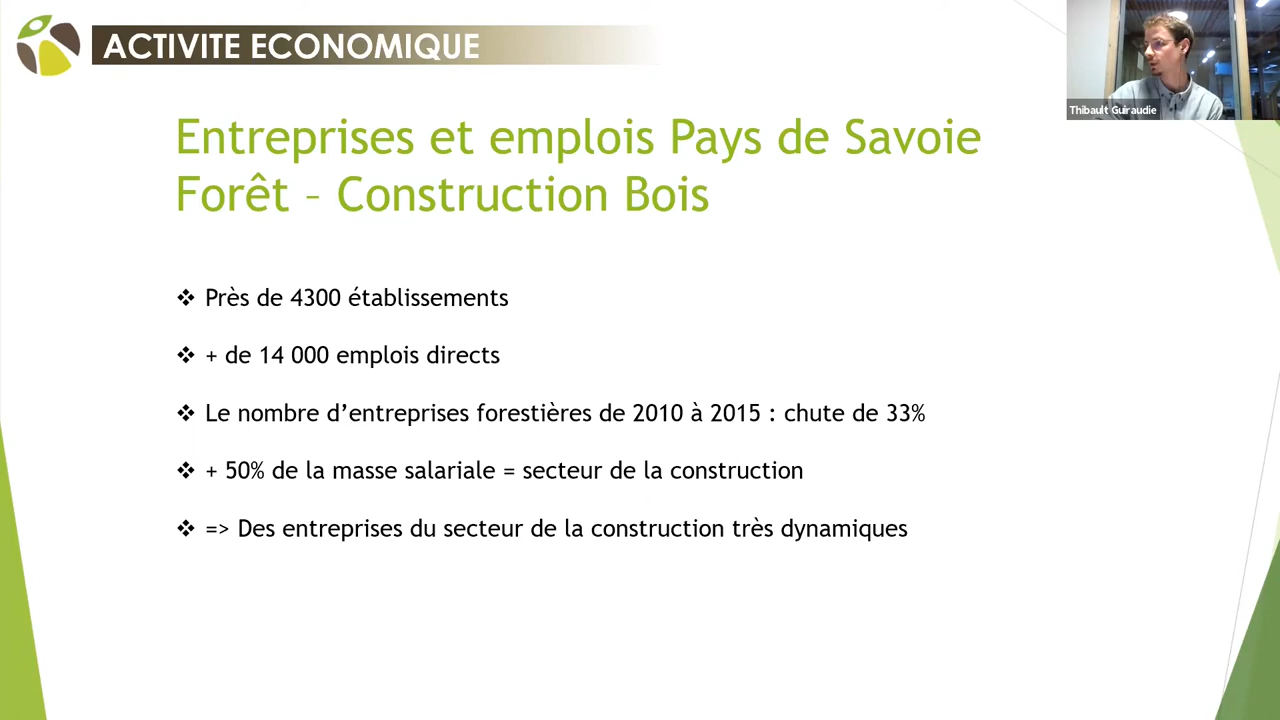 ACTIVITE ECONOMIQUE
Thibault Guiraudie
Entreprises et emplois Pays de Savoie
Forêt – Construction Bois
❖ Près de 4300 établissements
❖ + de 14 000 emplois directs
❖ Le nombre d’entreprises forestières de 2010 à 2015 : chute de 33%
❖ + 50% de la masse salariale = secteur de la construction
❖ => Des entreprises du secteur de la construction très dynamiques